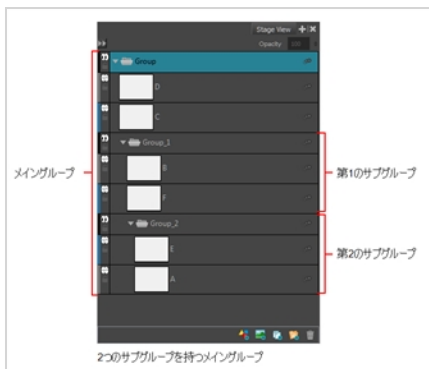 Stage View
Opacity
Group
D
C
Group_1
B
F
Group_2
E
A
メイングループ
第1のサブグループ
第2のサブグループ
2つのサブグループを持つメイングループ